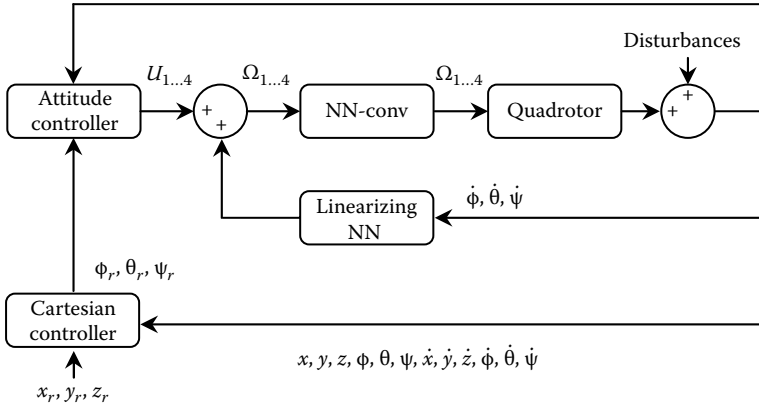 Disturbances
U1...4
Ω1...4
Ω1...4
Attitude
controller
+
+
NN-conv
Quadrotor
+
+
Linearizing
NN
ϕ̇, θ̇, ψ̇
ϕr, θr, ψr
Cartesian
controller
x, y, z, ϕ, θ, ψ, ẋ, ẏ, ż, ϕ̇, θ̇, ψ̇
xr, yr, zr